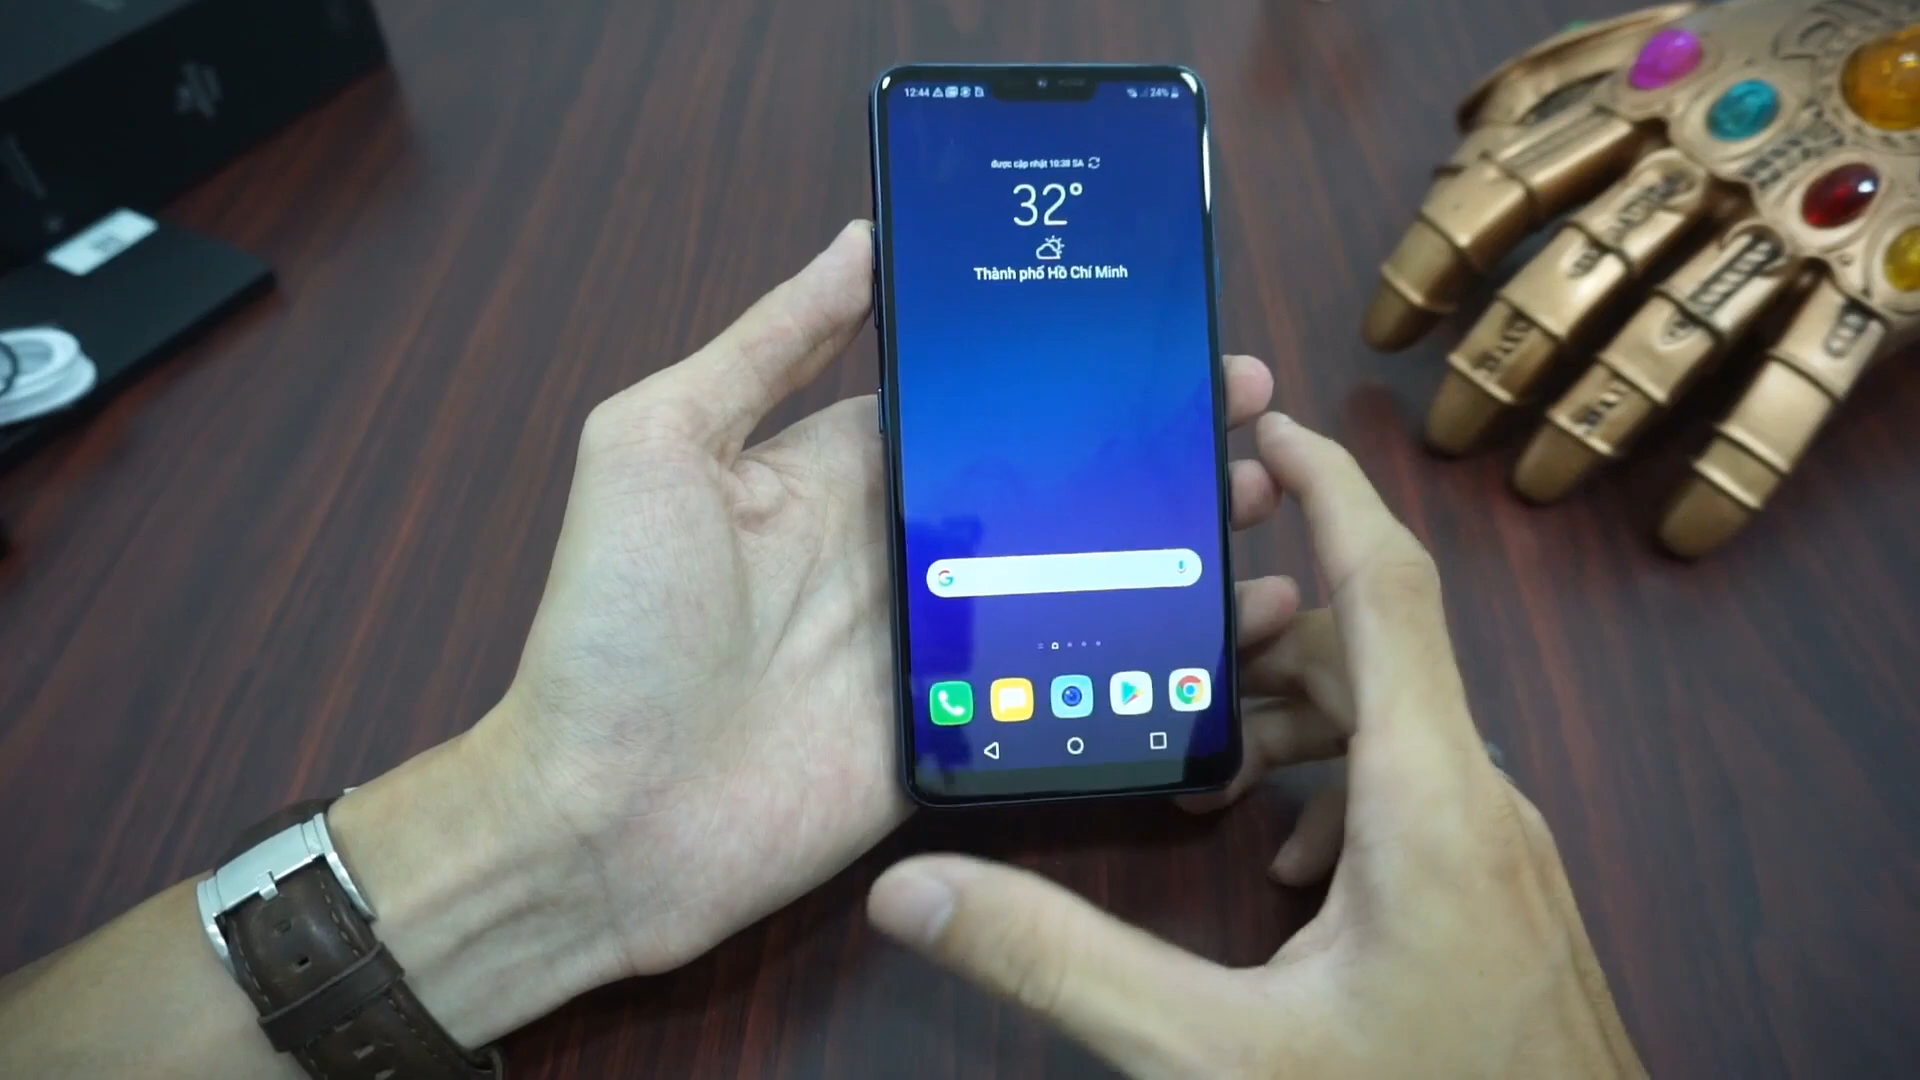 12:44
24%
được cập nhật 10:38 SA
32°
Thành phố Hồ Chí Minh
G